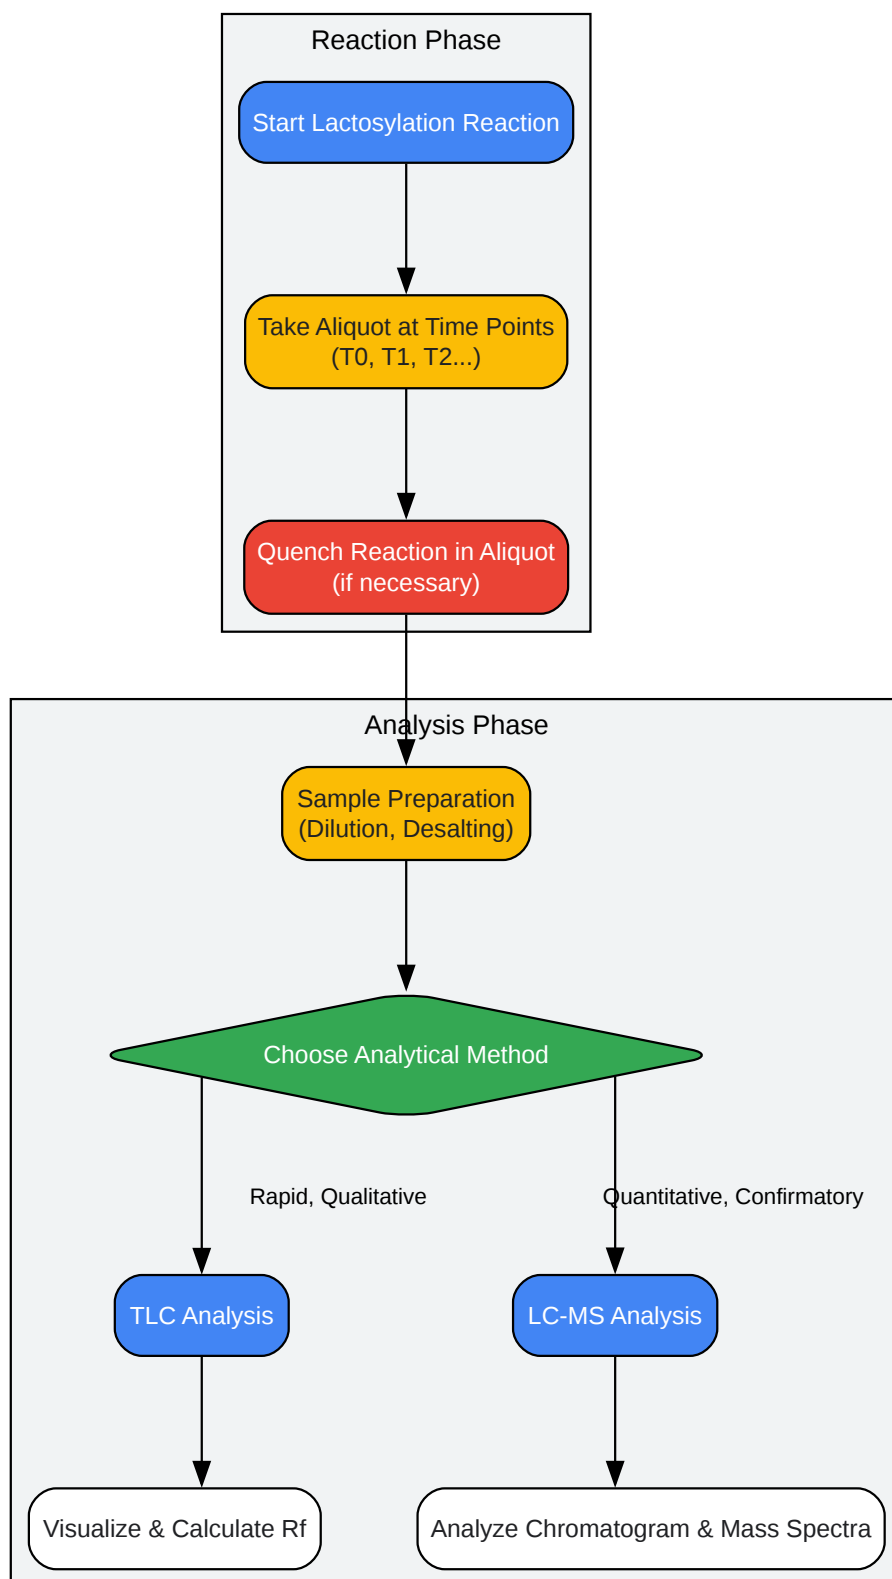 Reaction Phase
Start Lactosylation Reaction
Take Aliquot at Time Points
(T0, T1, T2...)
Quench Reaction in Aliquot
(if necessary)
Analysis Phase
Sample Preparation
(Dilution, Desalting)
Choose Analytical Method
Rapid, Qualitative
Quantitative, Confirmatory
TLC Analysis
LC-MS Analysis
Visualize & Calculate Rf
Analyze Chromatogram & Mass Spectra